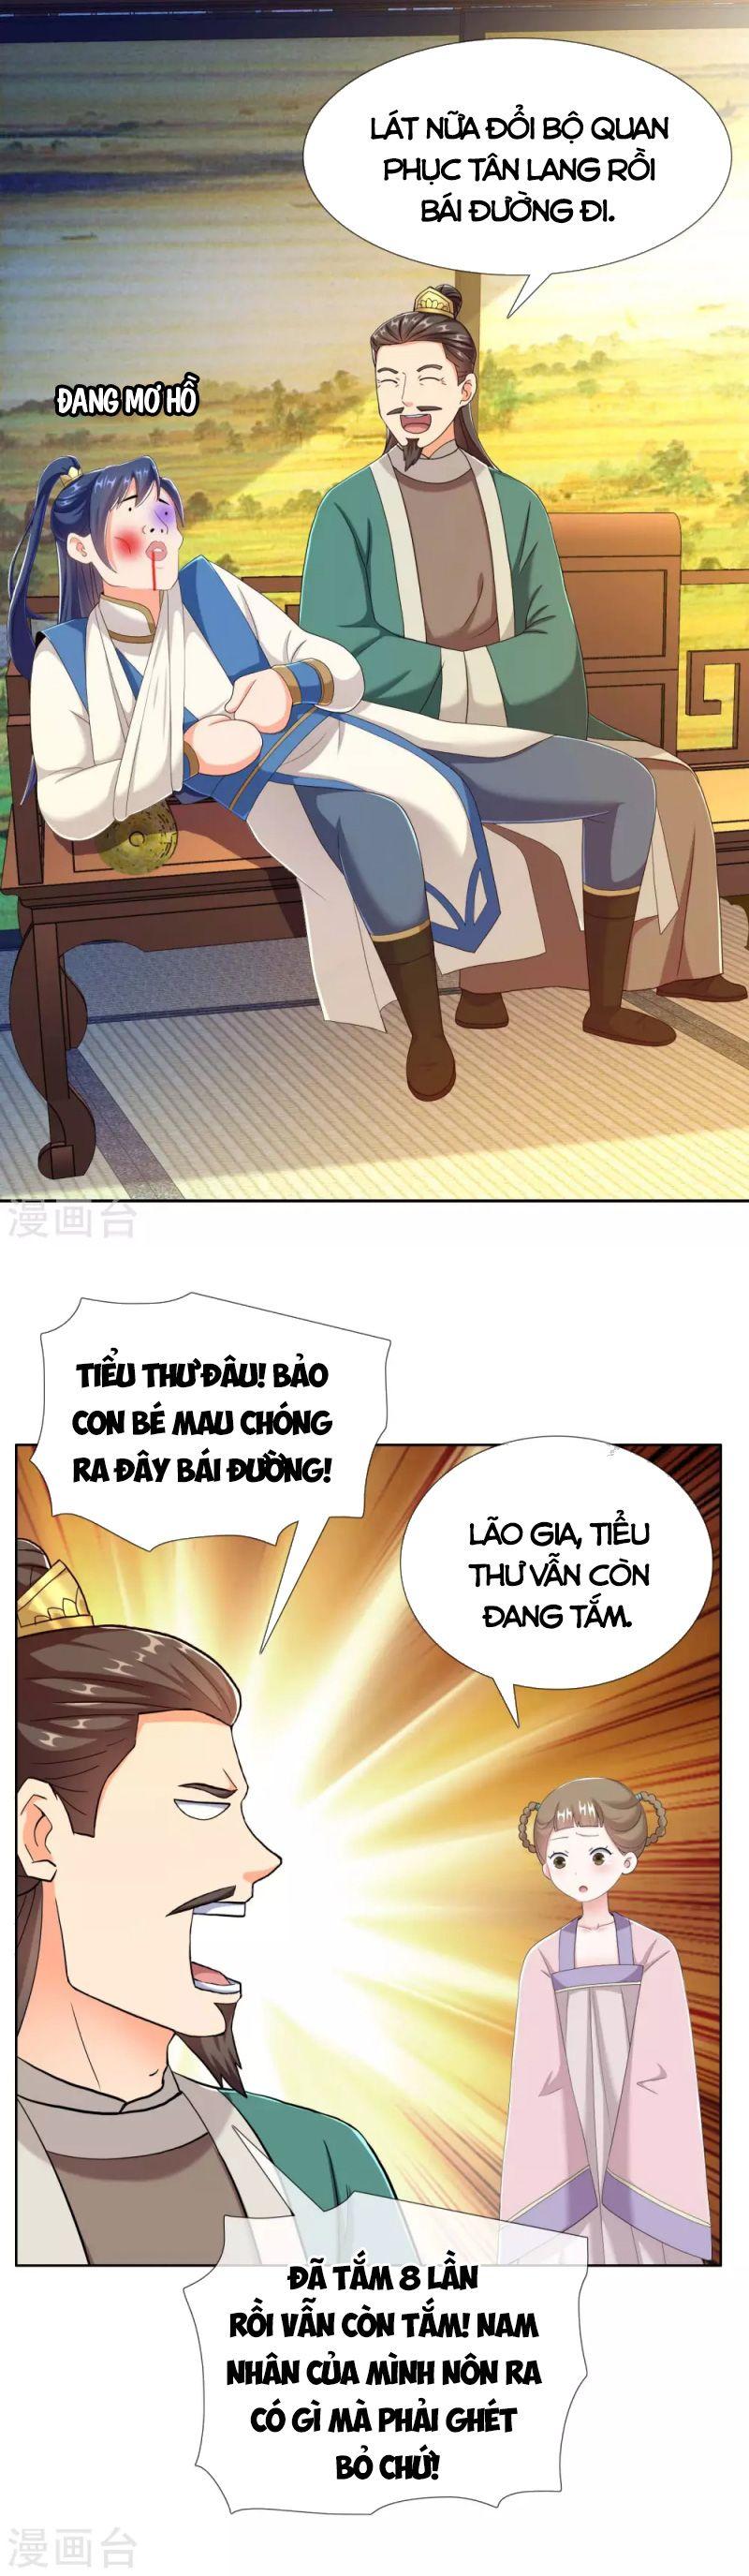 LÁT NỮA ĐỔI BỘ QUAN
PHỤC TÂN LANG RỒI
BÁI ĐƯỜNG ĐI.
ĐANG MƠ HỒ
漫画台
TIỂU THƯ ĐÂU! BẢO
CON BÉ MAU CHÓNG
RA ĐÂY BÁI ĐƯỜNG!
LÃO GIA, TIỂU
THƯ VẪN CÒN
ĐANG TẮM.
ĐÃ TẮM 8 LẦN
RỒI VẪN CÒN TẮM! NAM
NHÂN CỦA MÌNH NÔN RA
CÓ GÌ MÀ PHẢI GHÉT
BỎ CHỨ!
漫画台